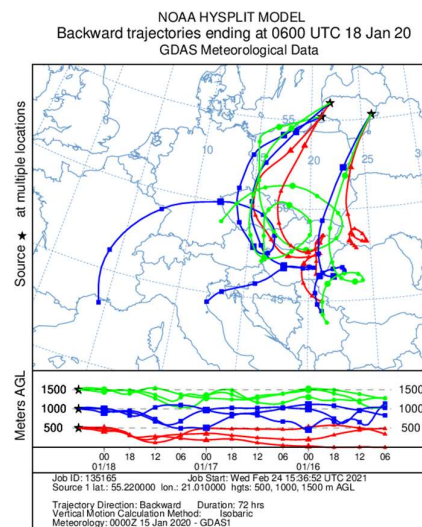 NOAA HYSPLIT MODEL
Backward trajectories ending at 0600 UTC 18 Jan 20
GDAS Meteorological Data
Source ★ at multiple locations
10
55
20
25
Meters AGL
1500 1500
1000 1000
500 500
00 18 12 06 00 18 12 06 00 18 12 06
01/18 01/17 01/16
Job ID: 135165 Job Start: Wed Feb 24 15:36:52 UTC 2021
Source 1 lat.: 55.220000 lon.: 21.010000 hgts: 500, 1000, 1500 m AGL
Trajectory Direction: Backward Duration: 72 hrs
Vertical Motion Calculation Method: Isobaric
Meteorology: 0000Z 15 Jan 2020 - GDAS1